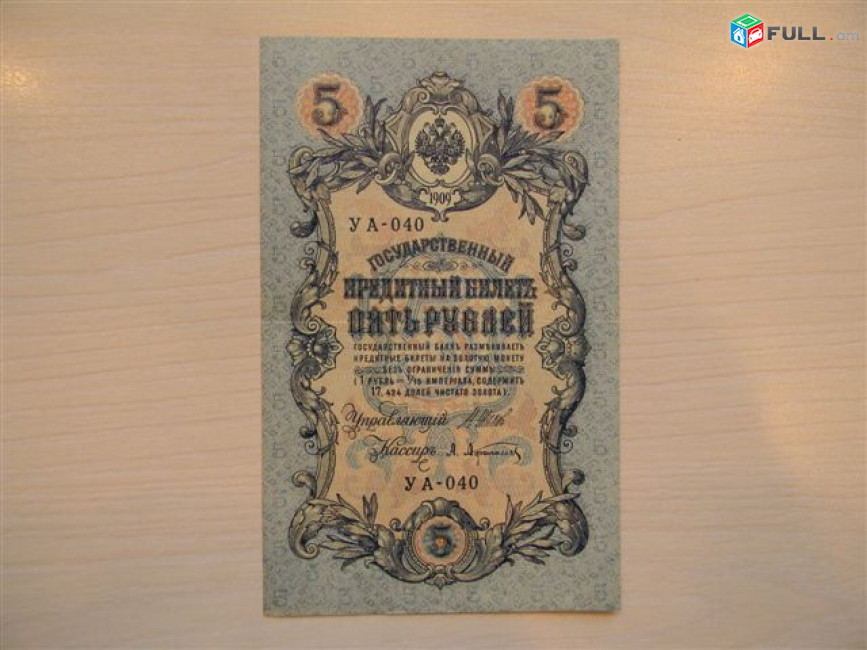 FULL.am
5 5
1909
УА-040
ГОСУДАРСТВЕННЫЙ
КРЕДИТНЫЙ БИЛЕТЪ
ПЯТЬ РУБЛЕЙ
ГОСУДАРСТВЕННЫЙ БАНКЪ РАЗМѢНИВАЕТЪ
КРЕДИТНЫЕ БИЛЕТЫ НА ЗОЛОТУЮ МОНЕТУ
БЕЗЪ ОГРАНИЧЕНІЯ СУММЫ
(1 РУБЛЬ = 1/15 ИМПЕРІАЛА, СОДЕРЖИТЪ
17,424 ДОЛЕЙ ЧИСТАГО ЗОЛОТА).
Управляющій
Кассиръ А.
УА-040
5